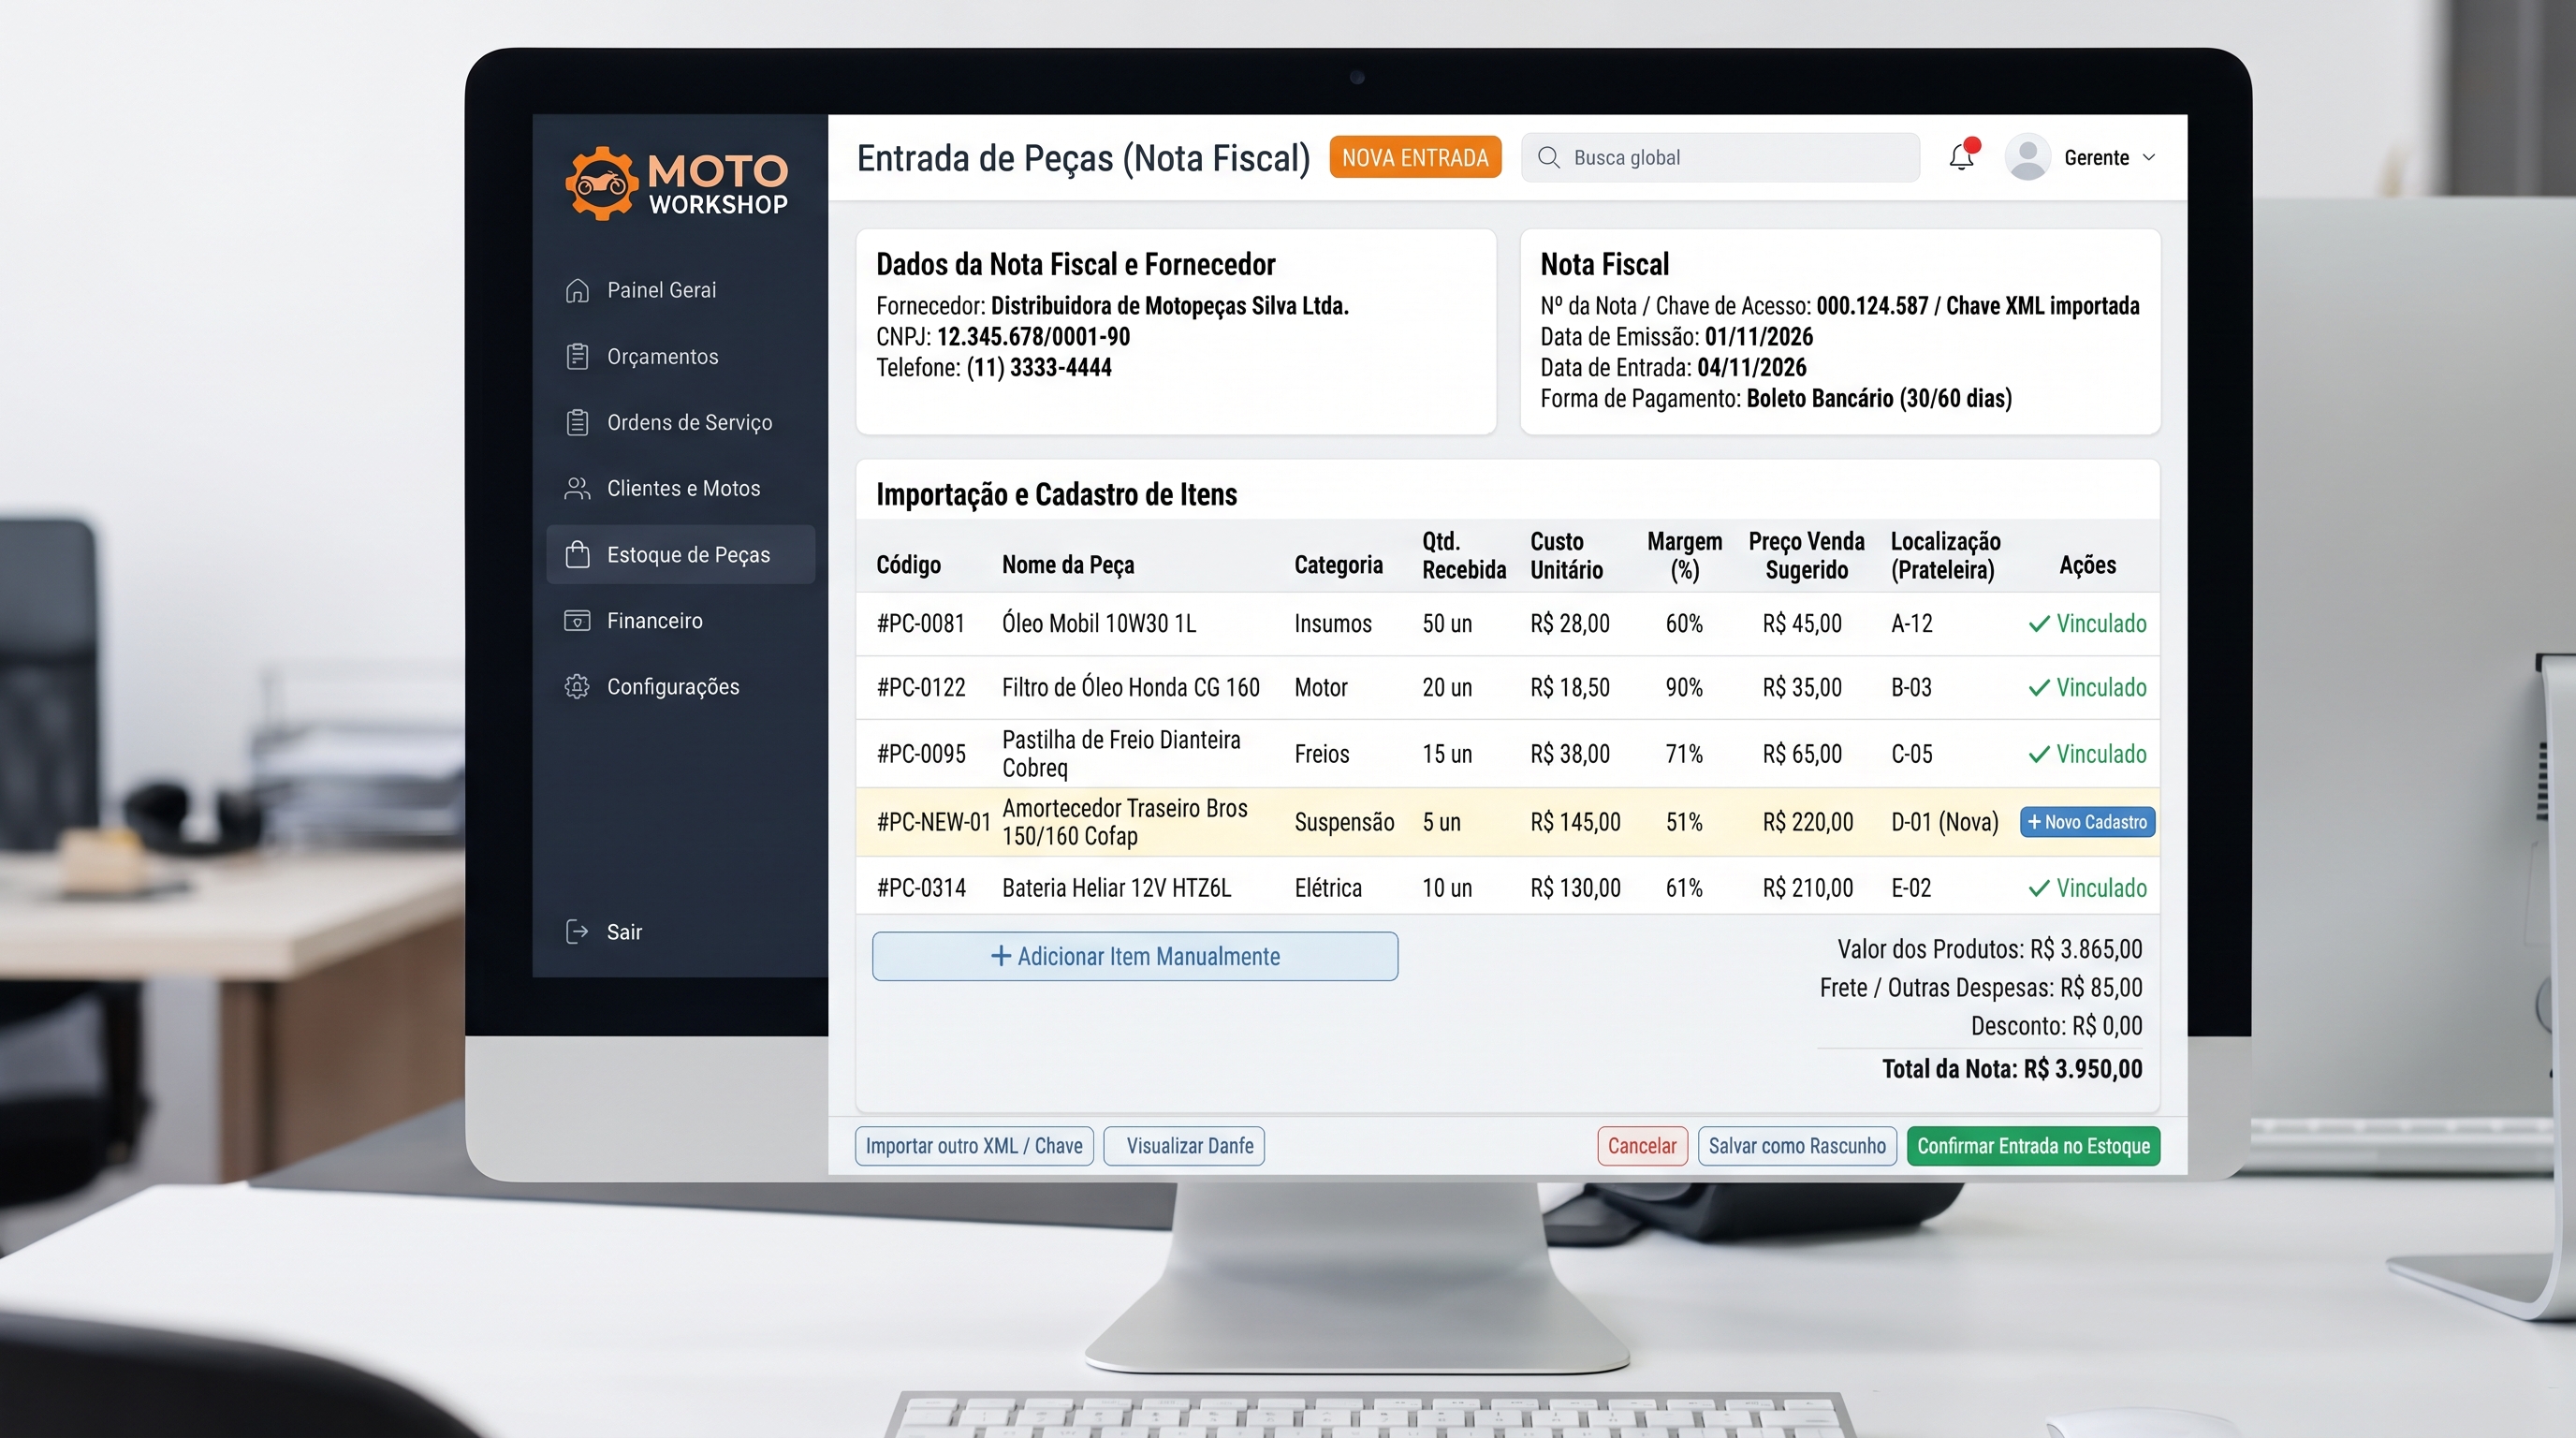 MOTO
WORKSHOP
Painel Gerai
Orçamentos
Ordens de Serviço
Clientes e Motos
Estoque de Peças
Financeiro
Configurações
Sair
Entrada de Peças (Nota Fiscal)
NOVA ENTRADA
Busca global
Gerente
Dados da Nota Fiscal e Fornecedor
Fornecedor: Distribuidora de Motopeças Silva Ltda.
CNPJ: 12.345.678/0001-90
Telefone: (11) 3333-4444
Nota Fiscal
Nº da Nota / Chave de Acesso: 000.124.587 / Chave XML importada
Data de Emissão: 01/11/2026
Data de Entrada: 04/11/2026
Forma de Pagamento: Boleto Bancário (30/60 dias)
Importação e Cadastro de Itens
Código Nome da Peça Categoria Qtd. Recebida Custo Unitário Margem (%) Preço Venda Sugerido Localização (Prateleira) Ações
#PC-0081 Óleo Mobil 10W30 1L Insumos 50 un R$ 28,00 60% R$ 45,00 A-12 ✓ Vinculado
#PC-0122 Filtro de Óleo Honda CG 160 Motor 20 un R$ 18,50 90% R$ 35,00 B-03 ✓ Vinculado
#PC-0095 Pastilha de Freio Dianteira Cobreq Freios 15 un R$ 38,00 71% R$ 65,00 C-05 ✓ Vinculado
#PC-NEW-01 Amortecedor Traseiro Bros 150/160 Cofap Suspensão 5 un R$ 145,00 51% R$ 220,00 D-01 (Nova) + Novo Cadastro
#PC-0314 Bateria Heliar 12V HTZ6L Elétrica 10 un R$ 130,00 61% R$ 210,00 E-02 ✓ Vinculado
+ Adicionar Item Manualmente
Valor dos Produtos: R$ 3.865,00
Frete / Outras Despesas: R$ 85,00
Desconto: R$ 0,00
Total da Nota: R$ 3.950,00
Importar outro XML / Chave
Visualizar Danfe
Cancelar
Salvar como Rascunho
Confirmar Entrada no Estoque